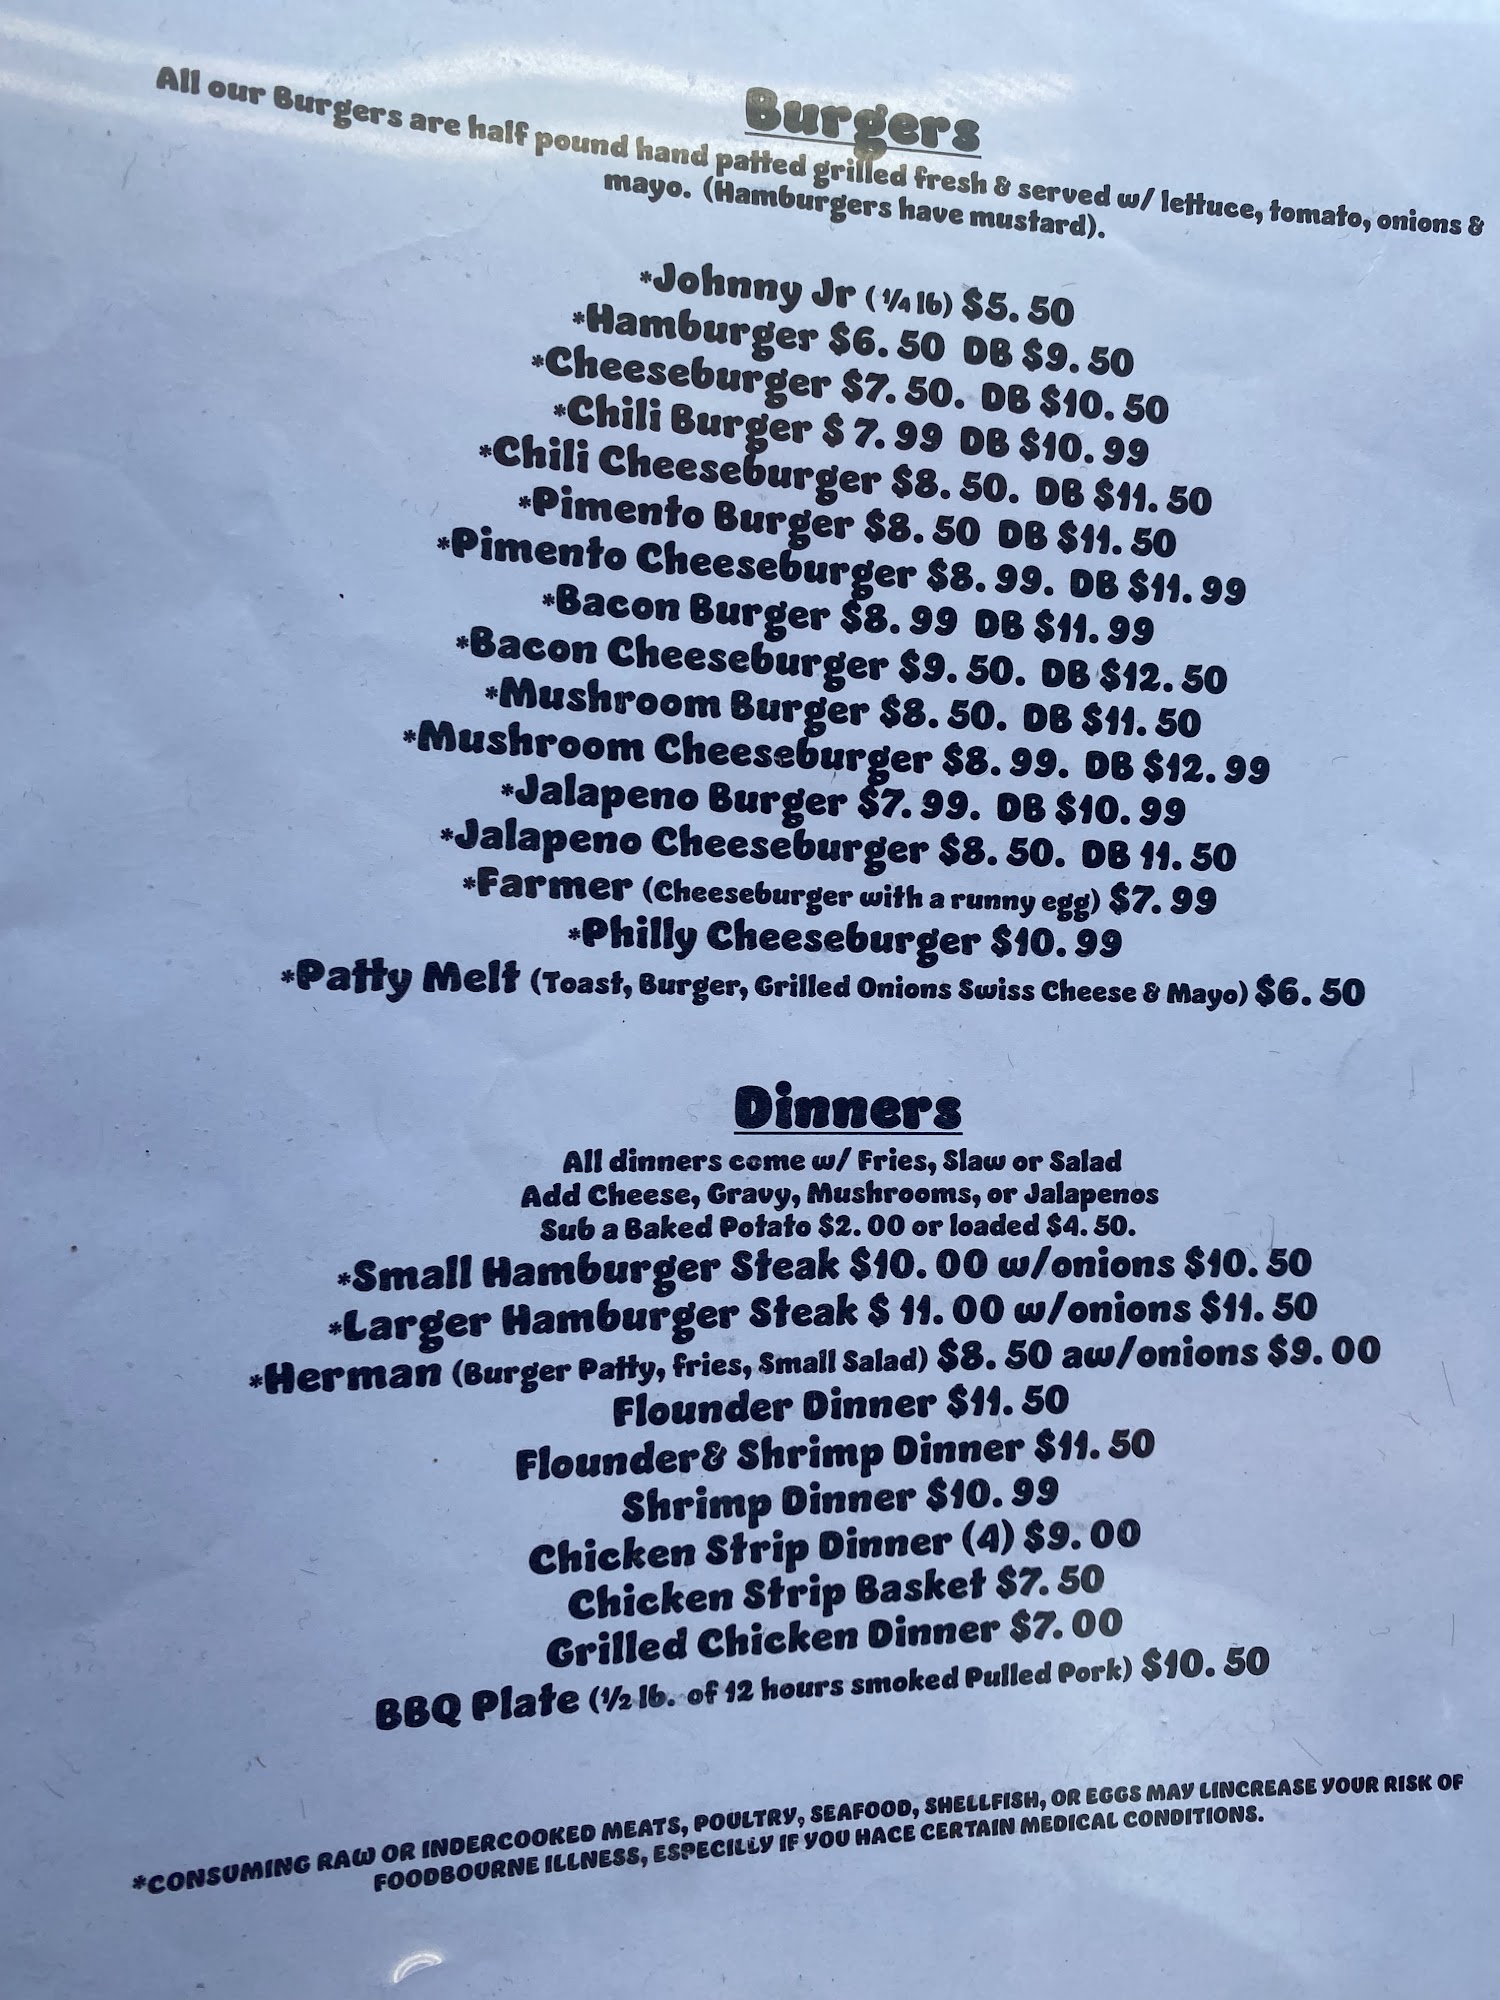 Burgers
All our Burgers are half pound hand patted grilled fresh & served w/ lettuce, tomato, onions &
mayo. (Hamburgers have mustard).
*Johnny Jr (1/4 lb) $5.50
*Hamburger $6.50 DB $9.50
*Cheeseburger $7.50. DB $10.50
*Chili Burger $7.99 DB $10.99
*Chili Cheeseburger $8.50. DB $11.50
*Pimento Burger $8.50 DB $11.50
*Pimento Cheeseburger $8.99. DB $11.99
*Bacon Burger $8.99 DB $11.99
*Bacon Cheeseburger $9.50. DB $12.50
*Mushroom Burger $8.50. DB $11.50
*Mushroom Cheeseburger $8.99. DB $12.99
*Jalapeno Burger $7.99. DB $10.99
*Jalapeno Cheeseburger $8.50. DB 11.50
*Farmer (Cheeseburger with a runny egg) $7.99
*Philly Cheeseburger $10.99
*Patty Melt (Toast, Burger, Grilled Onions Swiss Cheese & Mayo) $6.50
Dinners
All dinners come w/ Fries, Slaw or Salad
Add Cheese, Gravy, Mushrooms, or Jalapenos
Sub a Baked Potato $2.00 or loaded $4.50.
*Small Hamburger Steak $10.00 w/onions $10.50
*Larger Hamburger Steak $ 11.00 w/onions $11.50
*Herman (Burger Patty, fries, Small Salad) $8.50 aw/onions $9.00
Flounder Dinner $11.50
Flounder& Shrimp Dinner $11.50
Shrimp Dinner $10.99
Chicken Strip Dinner (4) $9.00
Chicken Strip Basket $7.50
Grilled Chicken Dinner $7.00
BBQ Plate (1/2 lb. of 12 hours smoked Pulled Pork) $10.50
*CONSUMING RAW OR INDERCOOKED MEATS, POULTRY, SEAFOOD, SHELLFISH, OR EGGS MAY LINCREASE YOUR RISK OF
FOODBOURNE ILLNESS, ESPECILLY IF YOU HACE CERTAIN MEDICAL CONDITIONS.